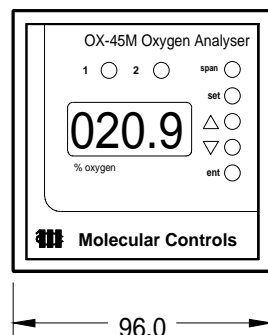 OX-45M Oxygen Analyser
1 2 span
set
020.9
% oxygen
ent
Molecular Controls
96.0